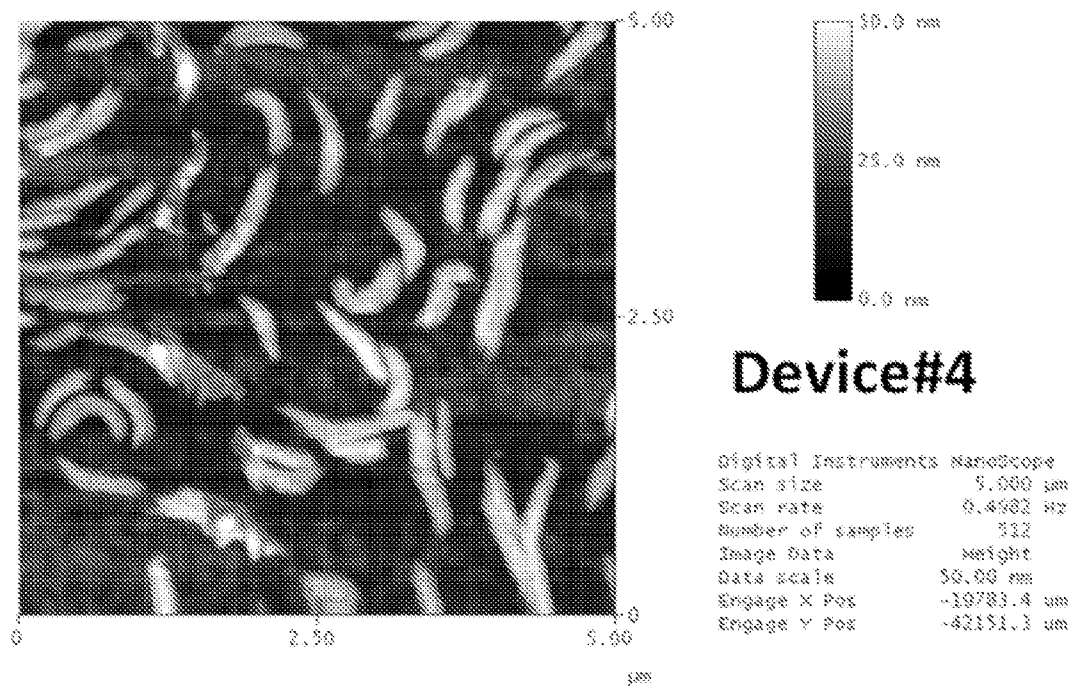 5.00
50.0 nm
25.0 nm
0.0 nm
2.50
Device#4
Digital Instruments NanoScope
Scan size 5.000 µm
Scan rate 0.4982 Hz
Number of samples 512
Image Data Height
Data scale 50.00 nm
Engage X Pos -19783.4 um
Engage Y Pos -42151.3 um
0
0 2.50 5.00
µm